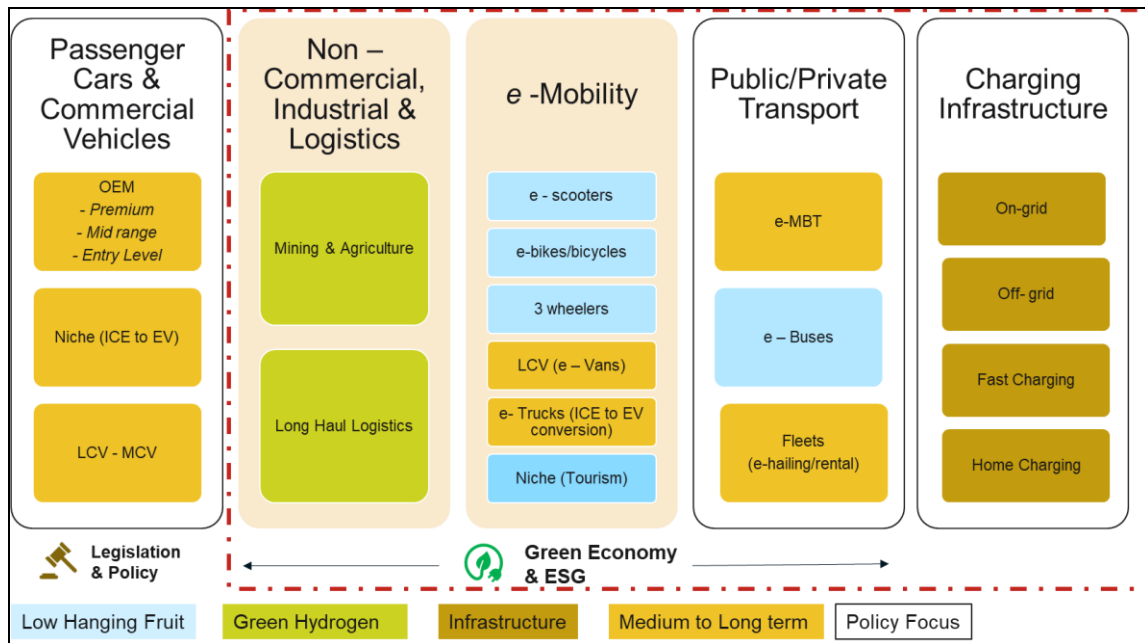 Passenger
Cars &
Commercial
Vehicles
OEM
- Premium
- Mid range
- Entry Level
Niche (ICE to EV)
LCV - MCV
Non –
Commercial,
Industrial &
Logistics
Mining & Agriculture
Long Haul Logistics
e -Mobility
e - scooters
e-bikes/bicycles
3 wheelers
LCV (e – Vans)
e- Trucks (ICE to EV
conversion)
Niche (Tourism)
Public/Private
Transport
e-MBT
e – Buses
Fleets
(e-hailing/rental)
Charging
Infrastructure
On-grid
Off- grid
Fast Charging
Home Charging
Legislation
& Policy
Green Economy
& ESG
Low Hanging Fruit
Green Hydrogen
Infrastructure
Medium to Long term
Policy Focus